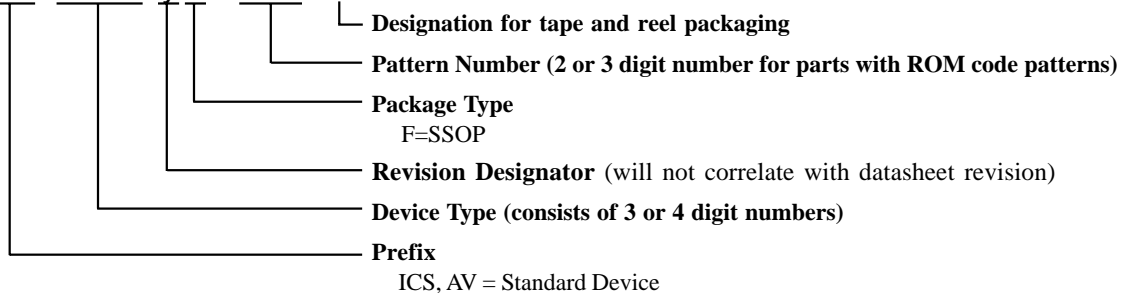 Designation for tape and reel packaging
Pattern Number (2 or 3 digit number for parts with ROM code patterns)
Package Type
F=SSOP
Revision Designator (will not correlate with datasheet revision)
Device Type (consists of 3 or 4 digit numbers)
Prefix
ICS, AV = Standard Device